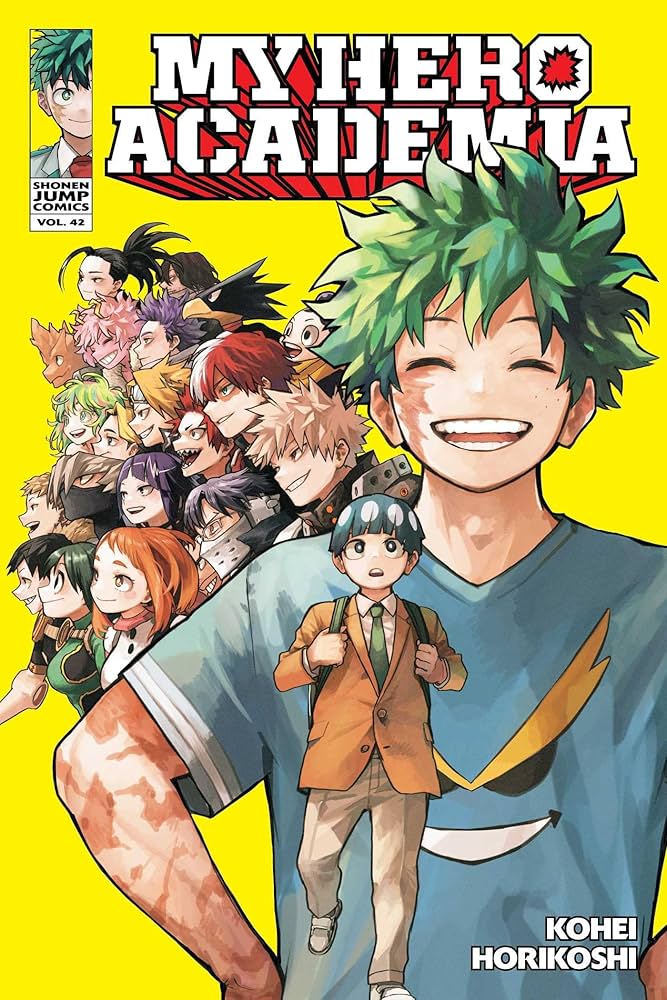 MY HERO
ACADEMIA
SHONEN
JUMP
COMICS
VOL. 42
KOHEI
HORIKOSHI